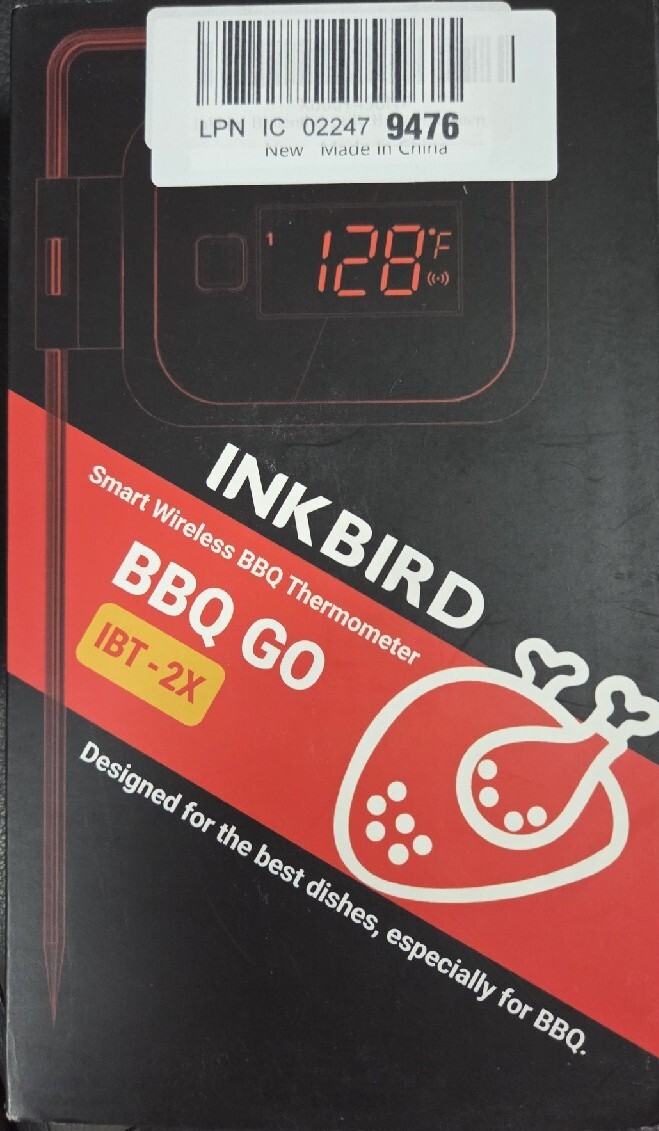 LPN IC 02247 9476
New Made in China
1 128°F
INKBIRD
Smart Wireless BBQ Thermometer
BBQ GO
IBT-2X
Designed for the best dishes, especially for BBQ.